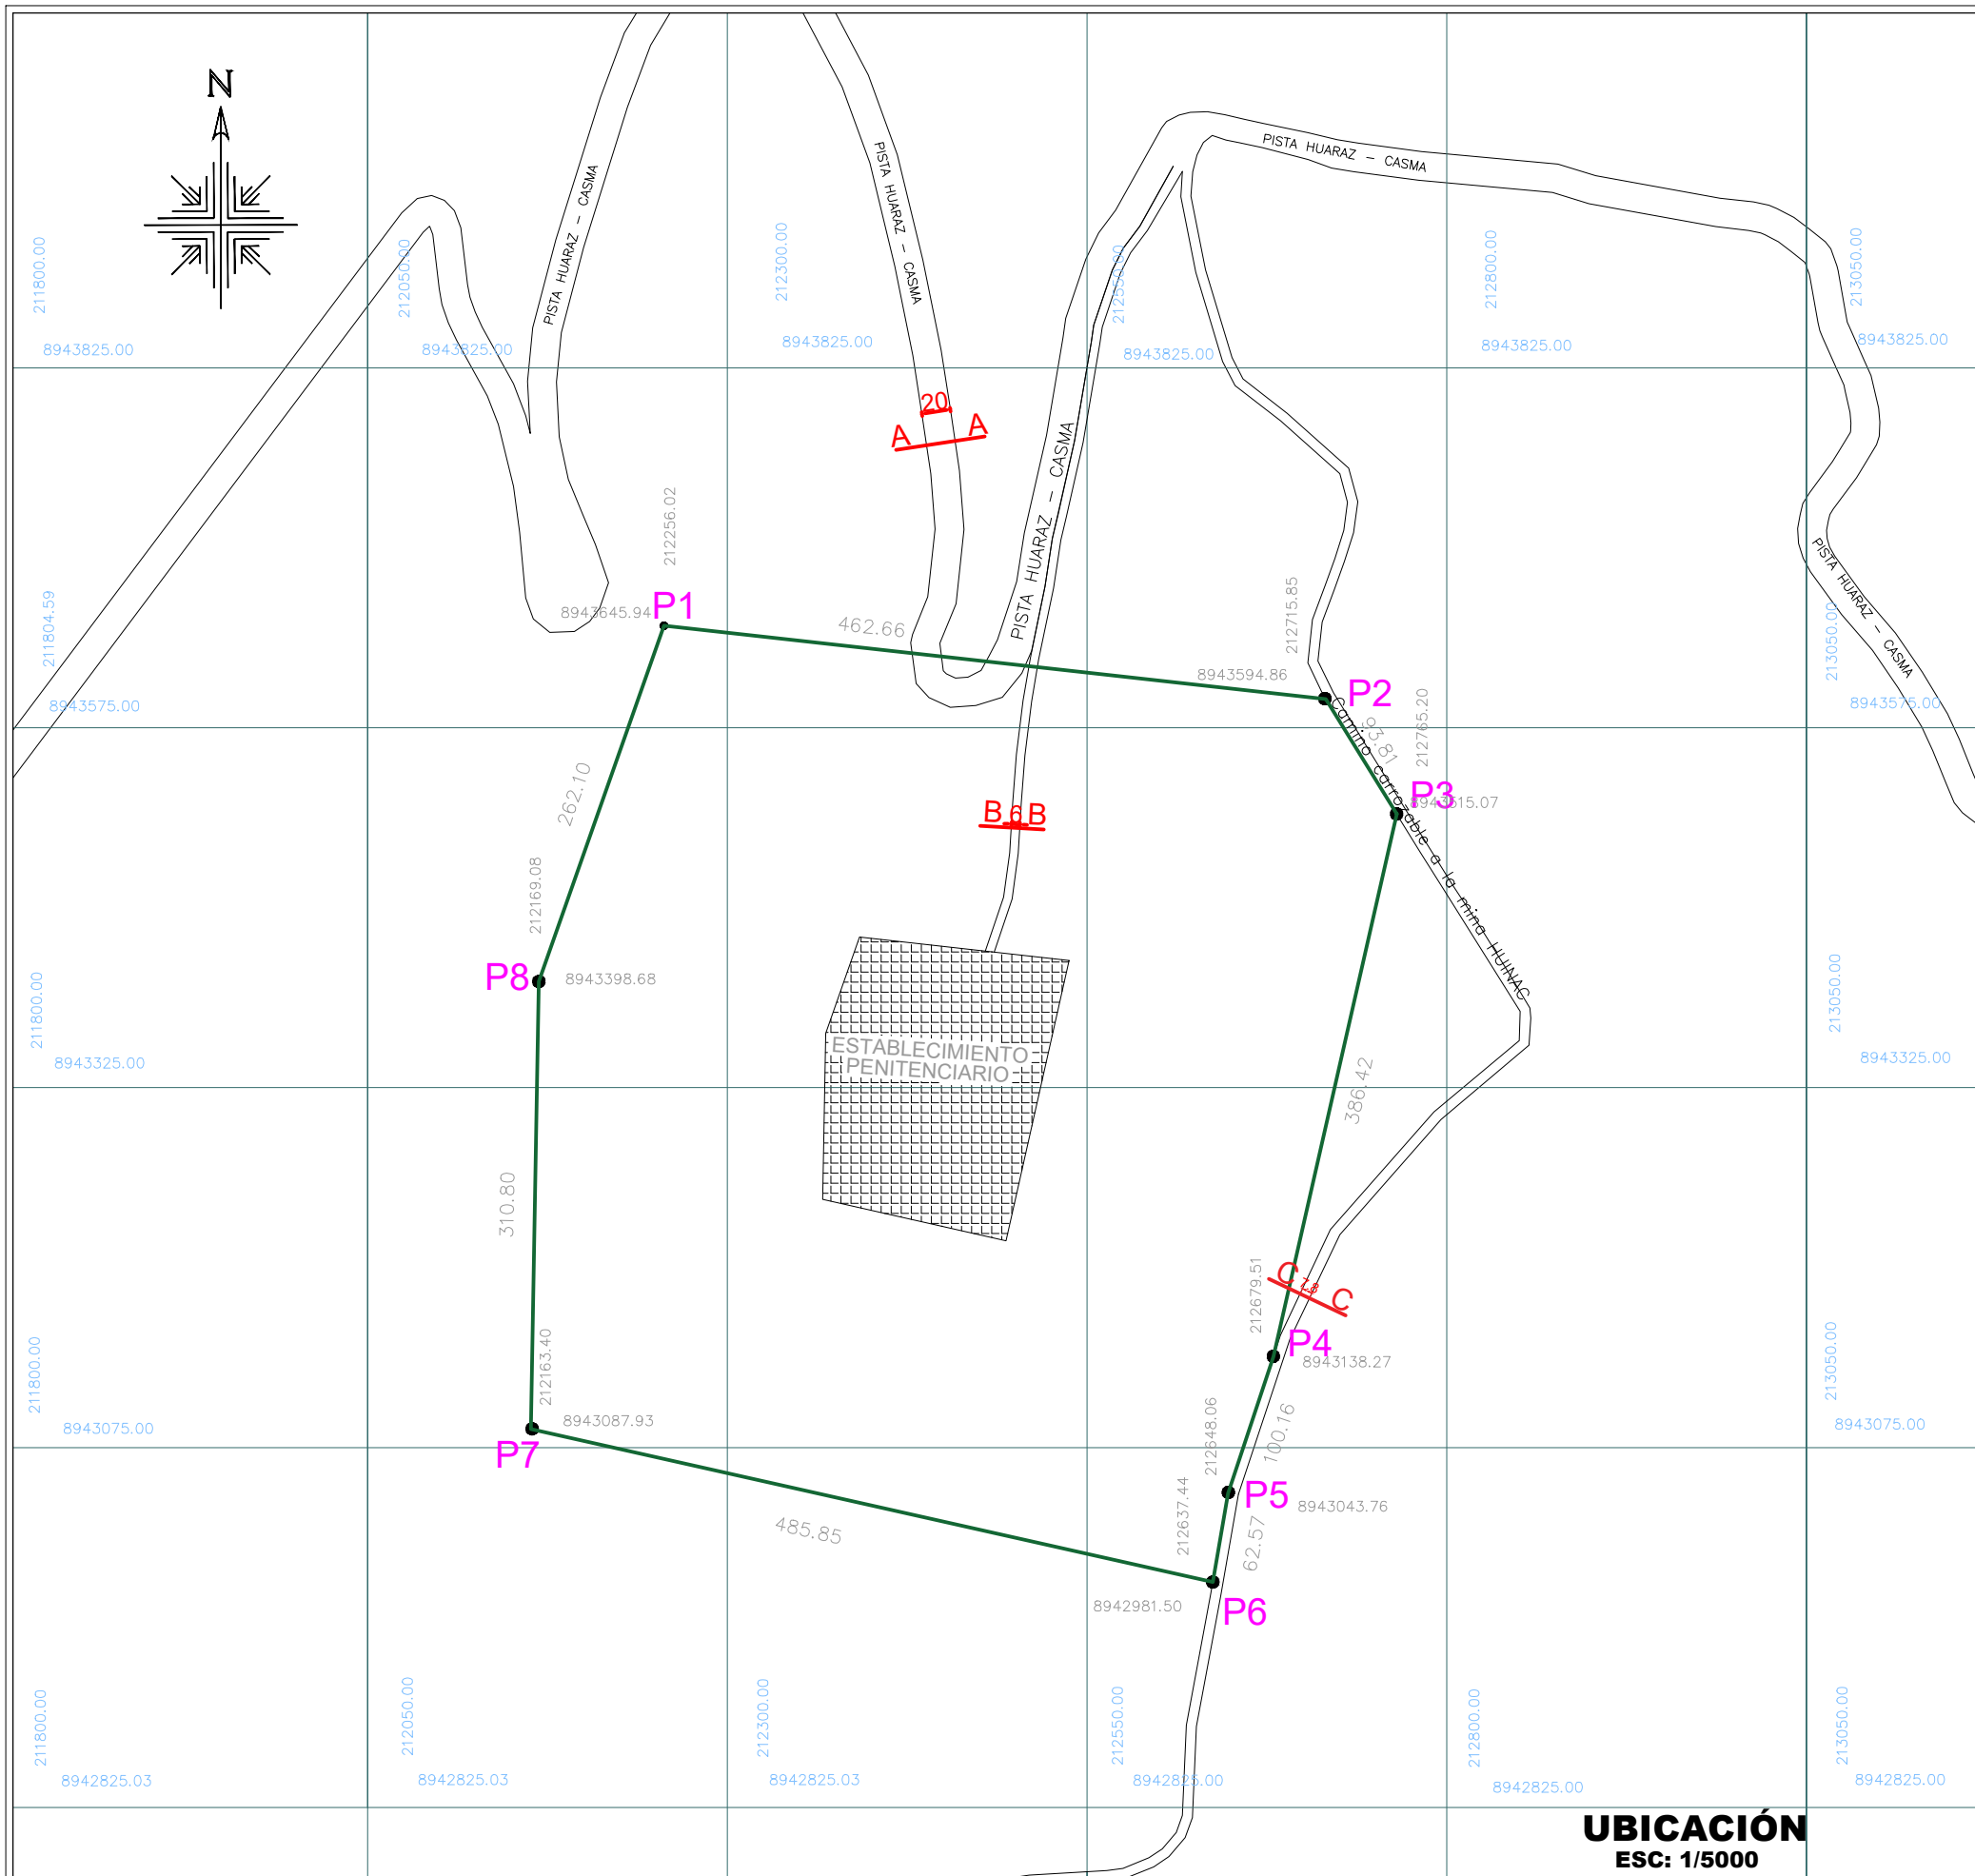 N
PISTA HUARAZ - CASMA
PISTA HUARAZ - CASMA
PISTA HUARAZ - CASMA
211800.00
212050.00
212300.00
212550.00
212800.00
213050.00
8943825.00
8943825.00
8943825.00
8943825.00
8943825.00
8943825.00
20
A
A
PISTA HUARAZ - CASMA
PISTA HUARAZ - CASMA
212256.02
8943645.94
P1
462.66
212715.85
8943594.86
P2
211804.59
8943575.00
213050.00
8943575.00
93.81
212765.20
P3
8943515.07
Camino carrozable a la mina HUINAC
262.10
B
6
B
212169.08
P8
8943398.68
211800.00
8943325.00
213050.00
8943325.00
ESTABLECIMIENTO
PENITENCIARIO
386.42
310.80
C
C
212679.51
P4
8943138.27
212163.40
8943087.93
P7
211800.00
8943075.00
213050.00
8943075.00
212648.06
100.16
P5
8943043.76
212637.44
62.57
485.85
8942981.50
P6
211800.00
212050.00
212300.00
212550.00
212800.00
213050.00
8942825.03
8942825.03
8942825.03
8942825.00
8942825.00
8942825.00
UBICACIÓN
ESC: 1/5000